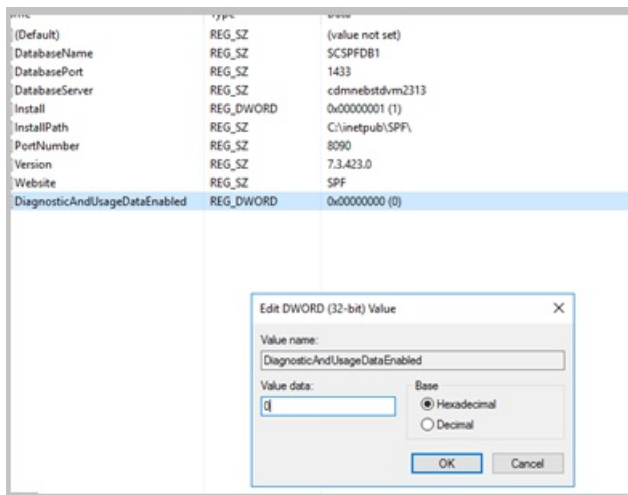 (Default) REG_SZ (value not set)
DatabaseName REG_SZ SCSPFDB1
DatabasePort REG_SZ 1433
DatabaseServer REG_SZ cdmnebstdvm2313
Install REG_DWORD 0x00000001 (1)
InstallPath REG_SZ C:\inetpub\SPF\
PortNumber REG_SZ 8090
Version REG_SZ 7.3.423.0
Website REG_SZ SPF
DiagnosticAndUsageDataEnabled REG_DWORD 0x00000000 (0)
Edit DWORD (32-bit) Value
Value name:
DiagnosticAndUsageDataEnabled
Value data: Base
0 Hexadecimal
Decimal
OK Cancel